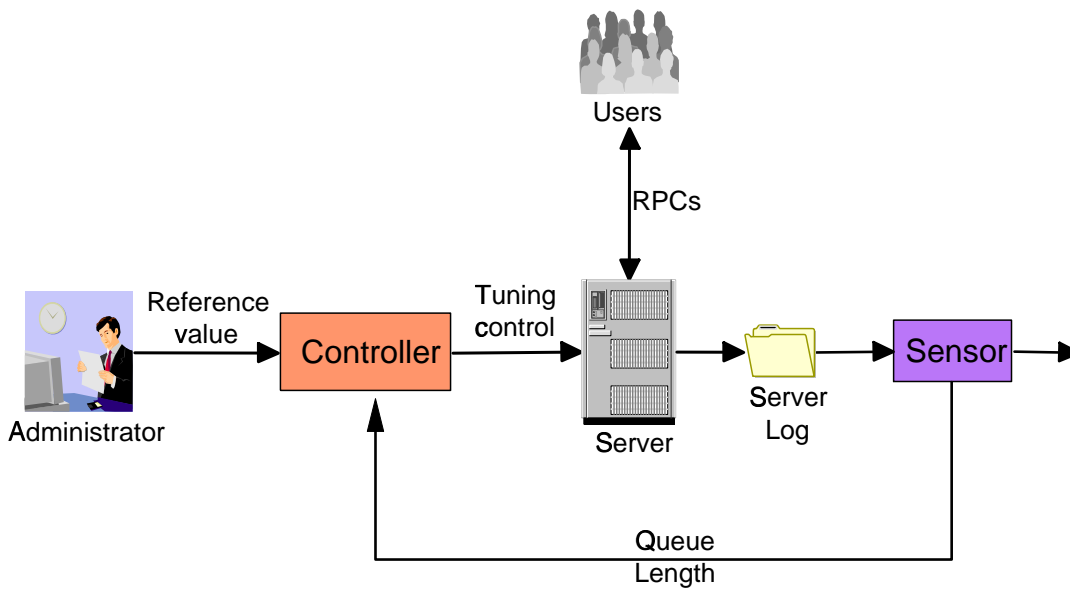 Users
RPCs
Reference
value
Tuning
control
Controller
Sensor
Server
Log
Administrator
Server
Queue
Length